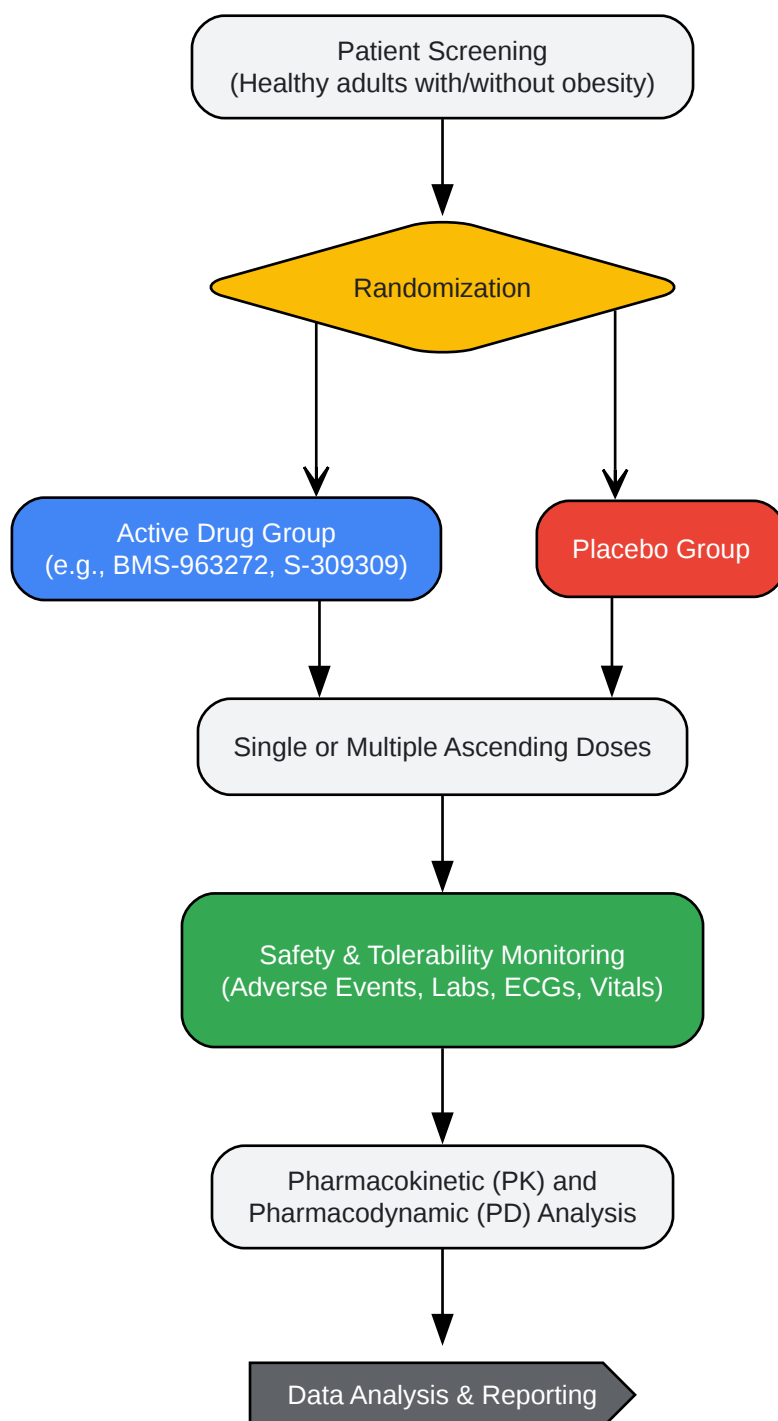 Patient Screening
(Healthy adults with/without obesity)
Randomization
Active Drug Group
(e.g., BMS-963272, S-309309)
Placebo Group
Single or Multiple Ascending Doses
Safety & Tolerability Monitoring
(Adverse Events, Labs, ECGs, Vitals)
Pharmacokinetic (PK) and
Pharmacodynamic (PD) Analysis
Data Analysis & Reporting